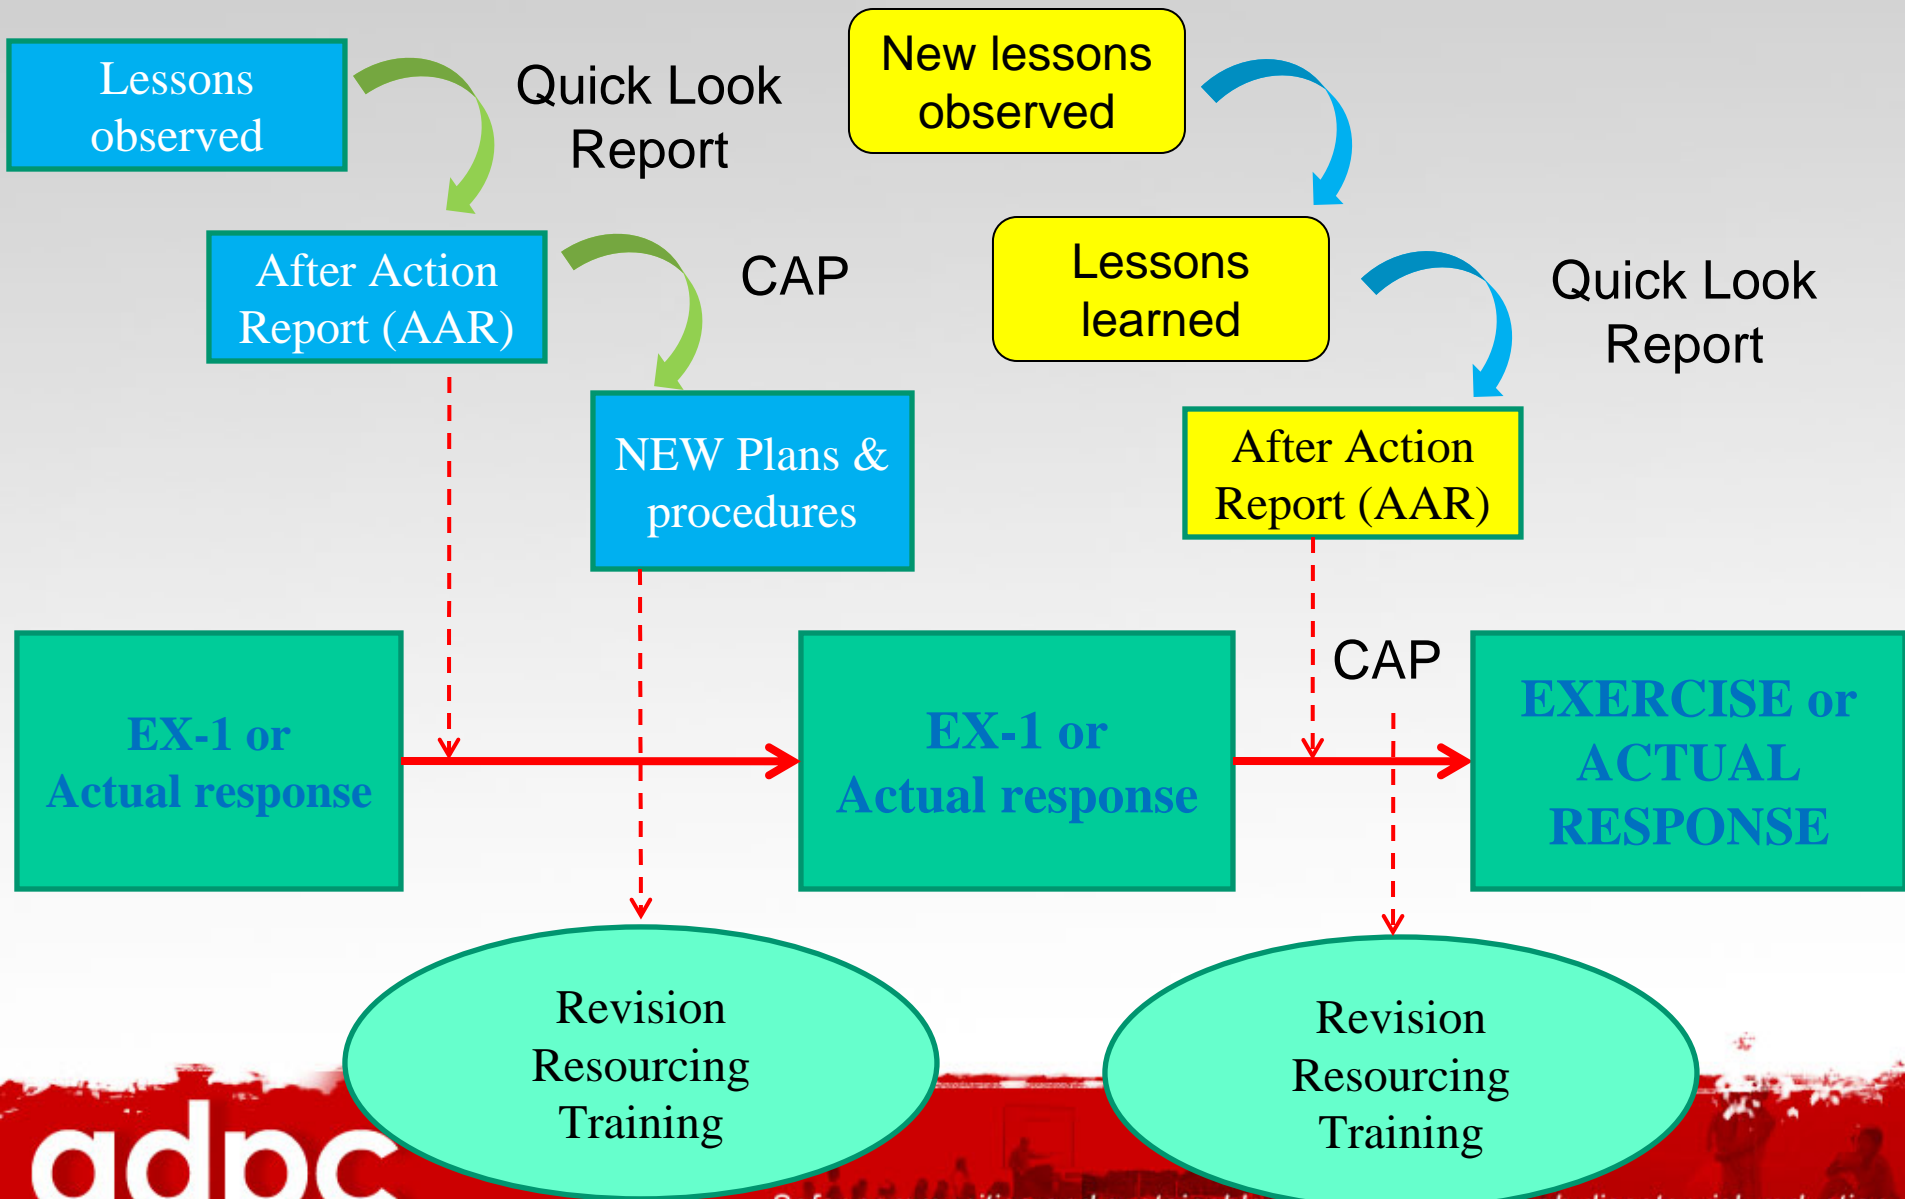 Lessons
observed
Quick Look
Report
New lessons
observed
After Action
Report (AAR)
CAP
Lessons
learned
Quick Look
Report
NEW Plans &
procedures
After Action
Report (AAR)
EX-1 or
Actual response
EX-1 or
Actual response
CAP
EXERCISE or
ACTUAL
RESPONSE
Revision
Resourcing
Training
Revision
Resourcing
Training
adpc